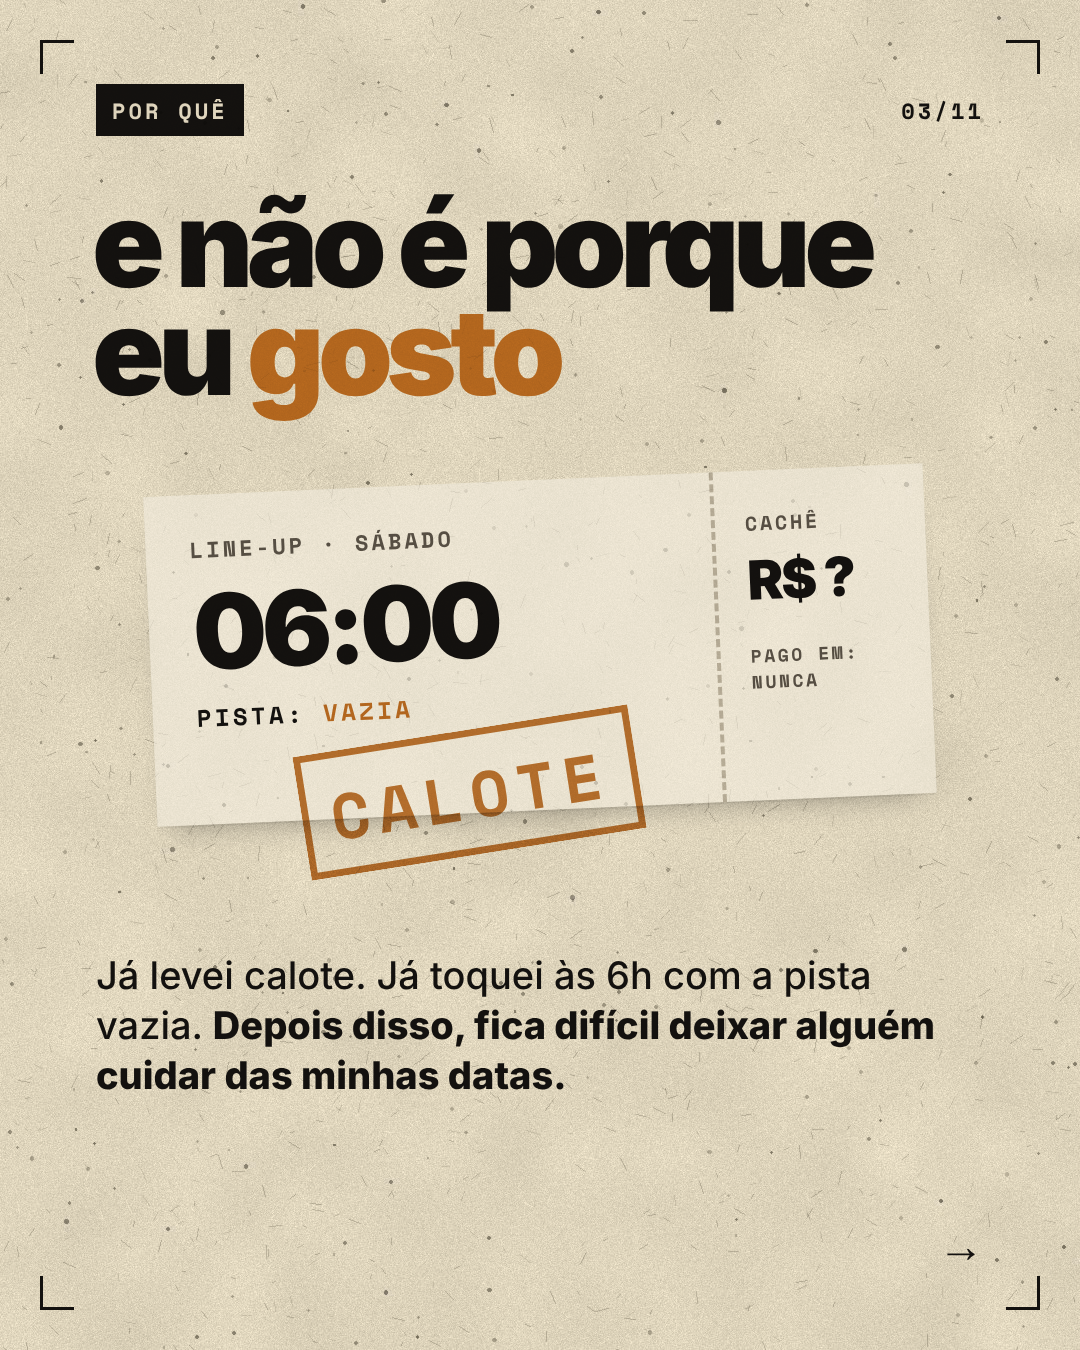 POR QUÊ
03/11
e não é porque
eu gosto
LINE-UP · SÁBADO
06:00
PISTA: VAZIA
CACHÊ
R$ ?
PAGO EM:
NUNCA
CALOTE
Já levei calote. Já toquei às 6h com a pista
vazia. Depois disso, fica difícil deixar alguém
cuidar das minhas datas.
→